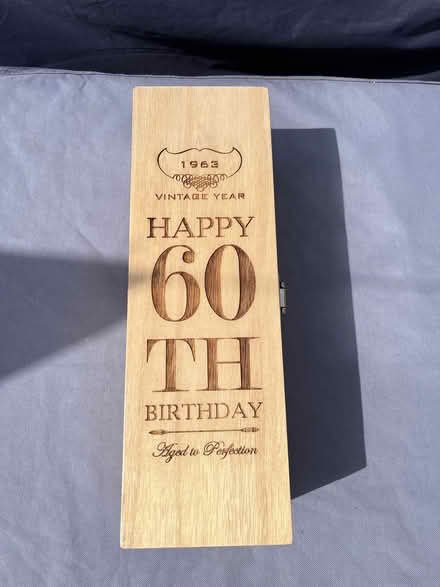 1963
VINTAGE YEAR
HAPPY
60
TH
BIRTHDAY
Aged to Perfection